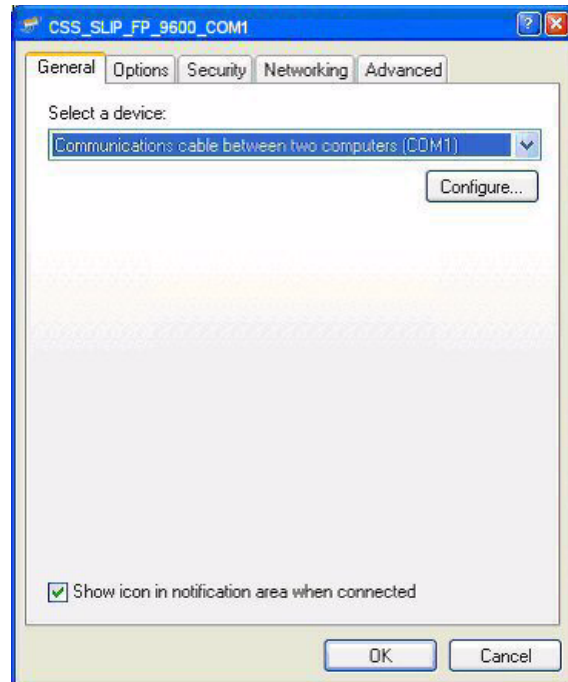 CSS_SLIP_FP_9600_COM1
General Options Security Networking Advanced
Select a device:
Communications cable between two computers (COM1)
Configure...
Show icon in notification area when connected
OK Cancel